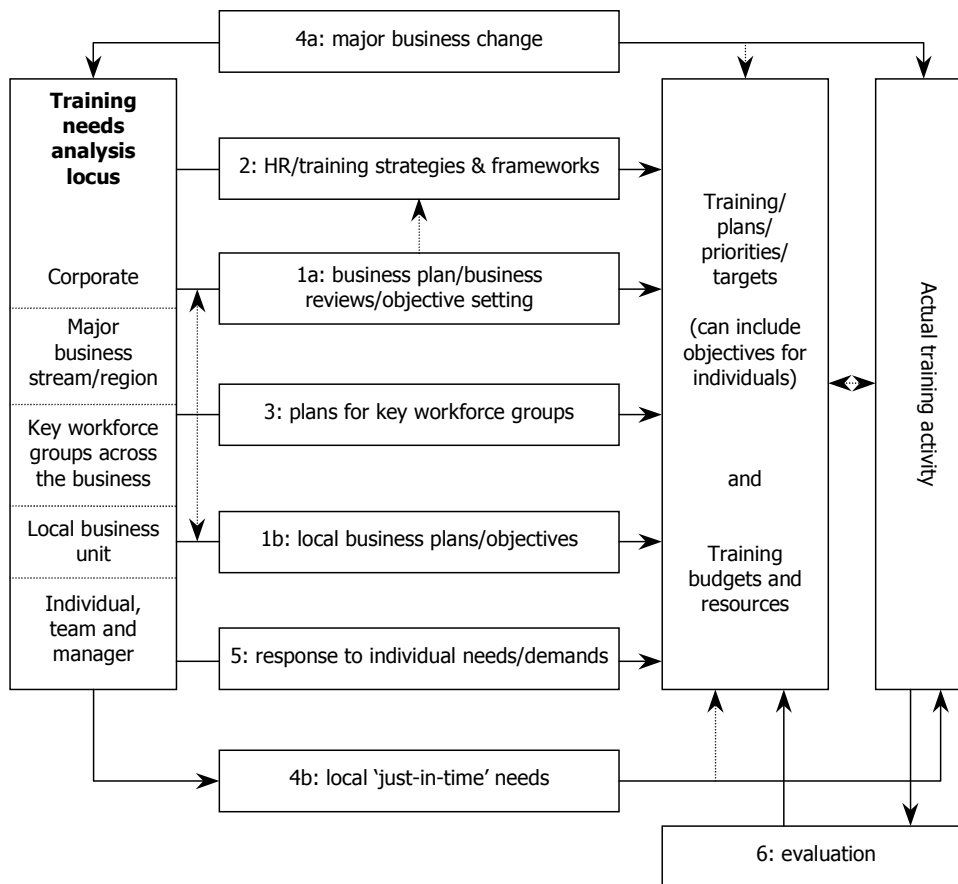 4a: major business change
Training
needs
analysis
locus
Corporate
Major
business
stream/region
Key workforce
groups across
the business
Local business
unit
Individual,
team and
manager
2: HR/training strategies & frameworks
1a: business plan/business
reviews/objective setting
3: plans for key workforce groups
1b: local business plans/objectives
5: response to individual needs/demands
4b: local ‘just-in-time’ needs
Training/
plans/
priorities/
targets
(can include
objectives for
individuals)
and
Training
budgets and
resources
Actual training activity
6: evaluation